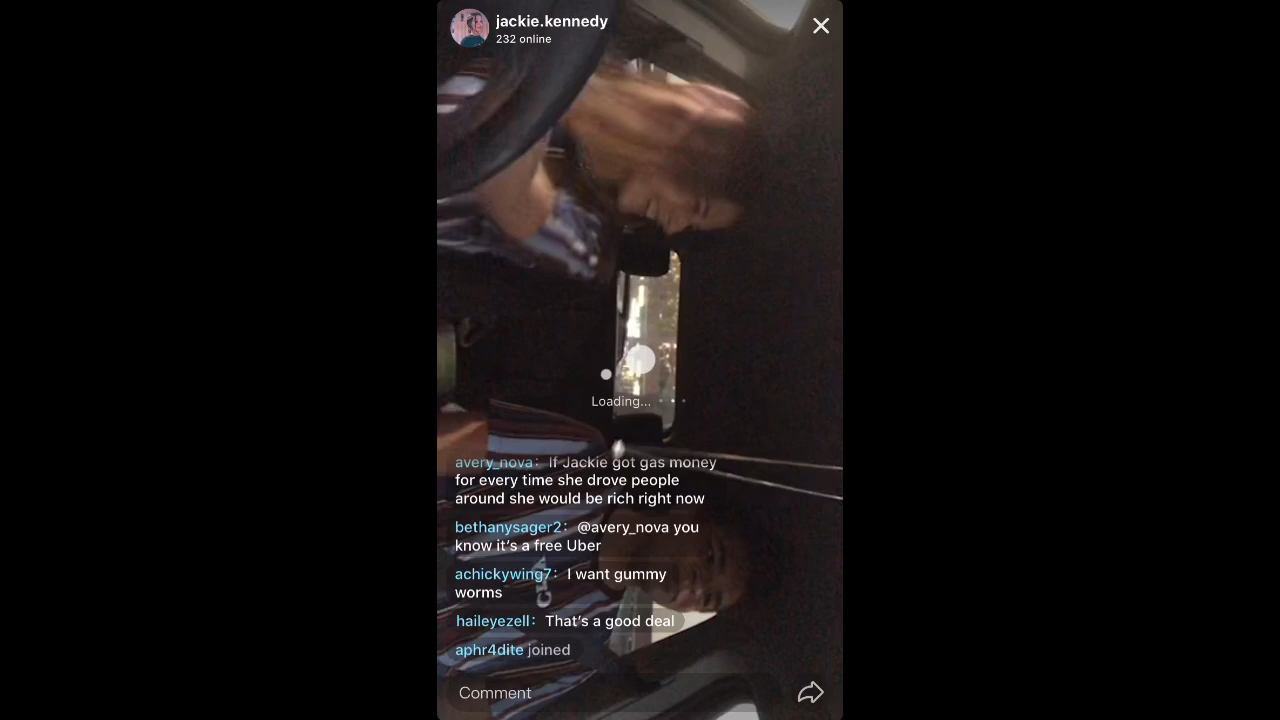 jackie.kennedy
232 online
Loading...
avery_nova: If Jackie got gas money
for every time she drove people
around she would be rich right now
bethanysager2: @avery_nova you
know it’s a free Uber
achickywing7: I want gummy
worms
haileyezell: That’s a good deal
aphr4dite joined
Comment